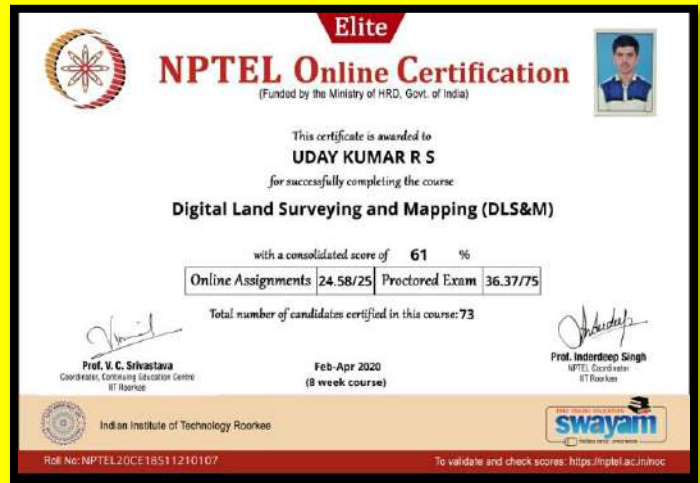 Elite
NPTEL Online Certification
(Funded by the Ministry of HRD, Govt. of India)
This certificate is awarded to
UDAY KUMAR R S
for successfully completing the course
Digital Land Surveying and Mapping (DLS&M)
with a consolidated score of 61 %
Online Assignments 24.58/25 Proctored Exam 36.37/75
Total number of candidates certified in this course:73
Prof. V. C. Srivastava
Coordinator, Continuing Education Centre
IIT Roorkee
Feb-Apr 2020
(8 week course)
Prof. Inderdeep Singh
NPTEL Coordinator
IIT Roorkee
Indian Institute of Technology Roorkee
swayam
Roll No: NPTEL20CE18S11210107
To validate and check scores: https://nptel.ac.in/noc